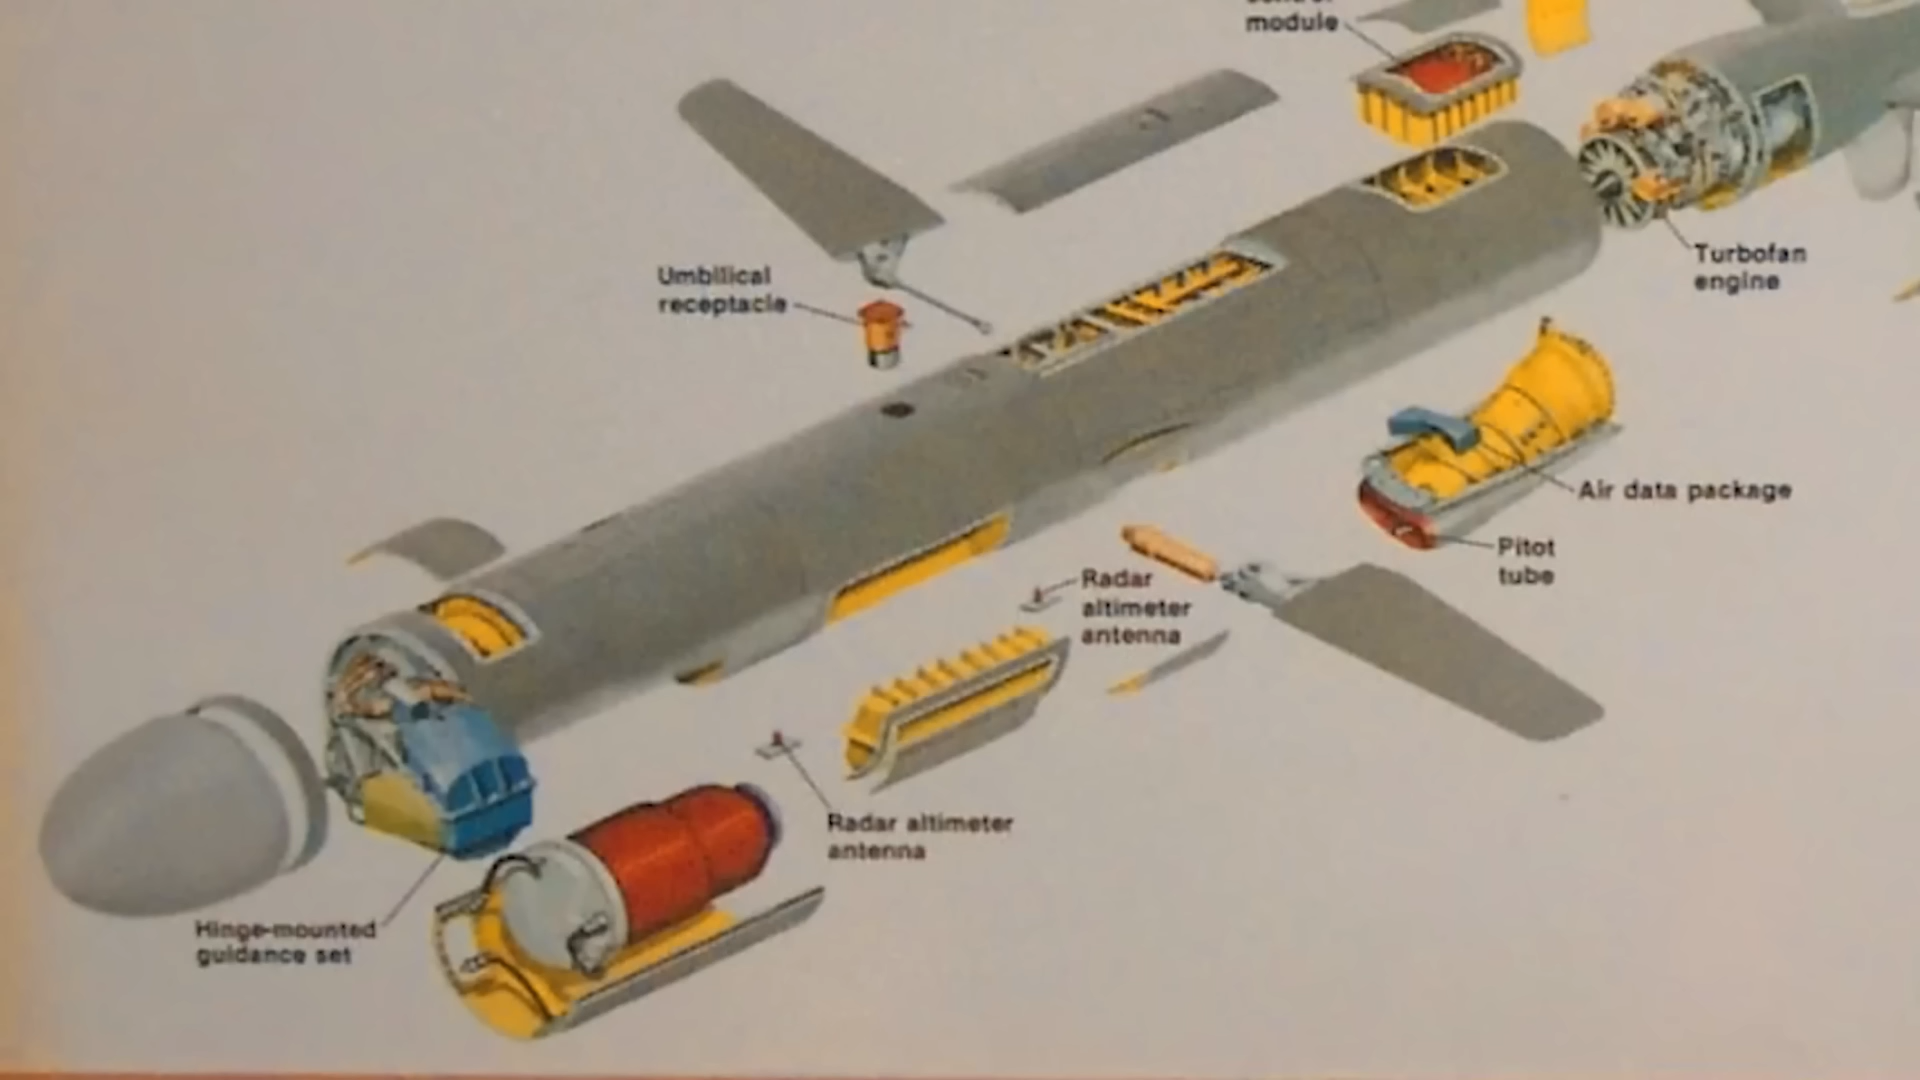 module
Umbilical
receptacle
Turbofan
engine
Air data package
Pitot
tube
Radar
altimeter
antenna
Radar altimeter
antenna
Hinge-mounted
guidance set